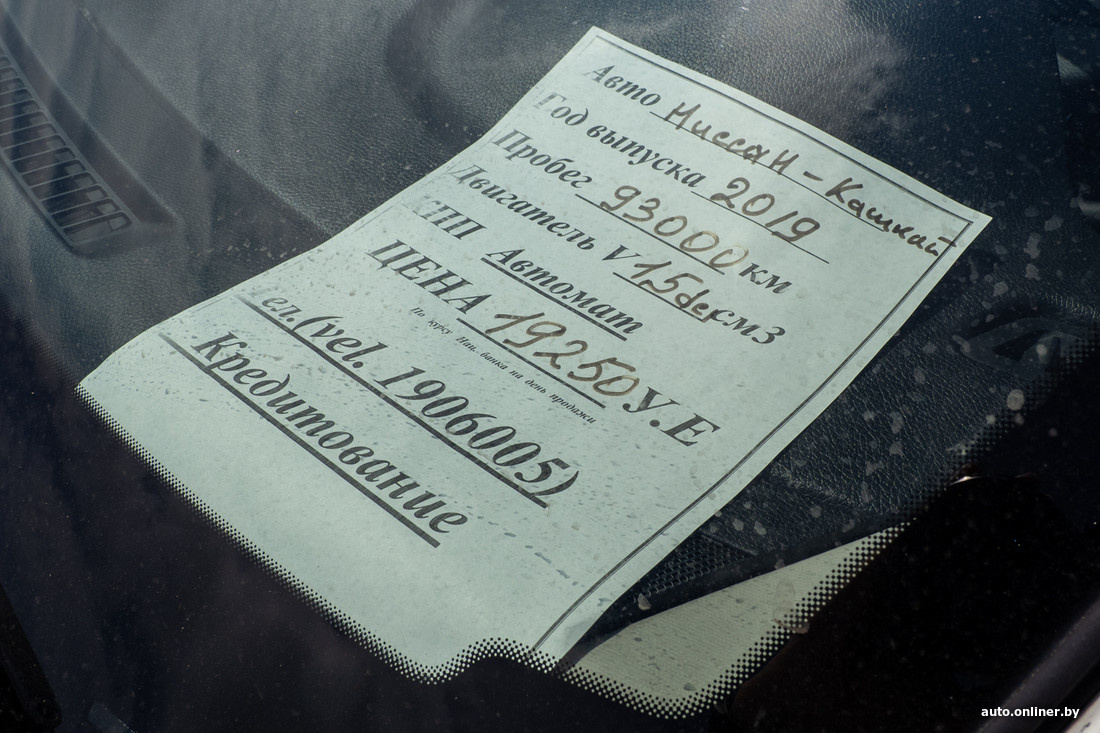 Авто Ниссан-Кашкай
Год выпуска 2019
Пробег 93000 км
Двигатель V 1.5 см3
КПП Автомат
ЦЕНА 19250 У.Е
По курсу Нац. банка на день продажи
Тел.(vel. 1906005)
Кредитование
auto.onliner.by